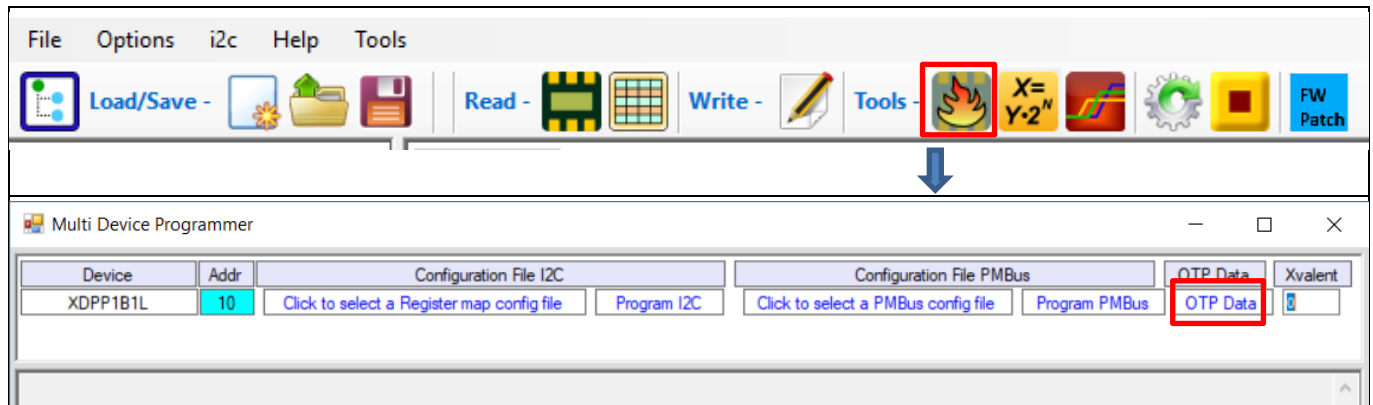 File Options i2c Help Tools
Load/Save - Read - Write - Tools - X= Y·2ᴺ FW Patch
Multi Device Programmer
Device Addr Configuration File I2C Configuration File PMBus OTP Data Xvalent
XDPP1B1L 10 Click to select a Register map config file Program I2C Click to select a PMBus config file Program PMBus OTP Data 0